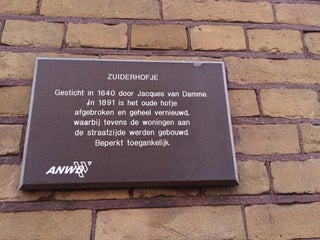 ZUIDERHOFJE
Gesticht in 1640 door Jacques van Damme.
In 1891 is het oude hofje
afgebroken en geheel vernieuwd,
waarbij tevens de woningen aan
de straatzijde werden gebouwd.
Beperkt toegankelijk.
ANWB